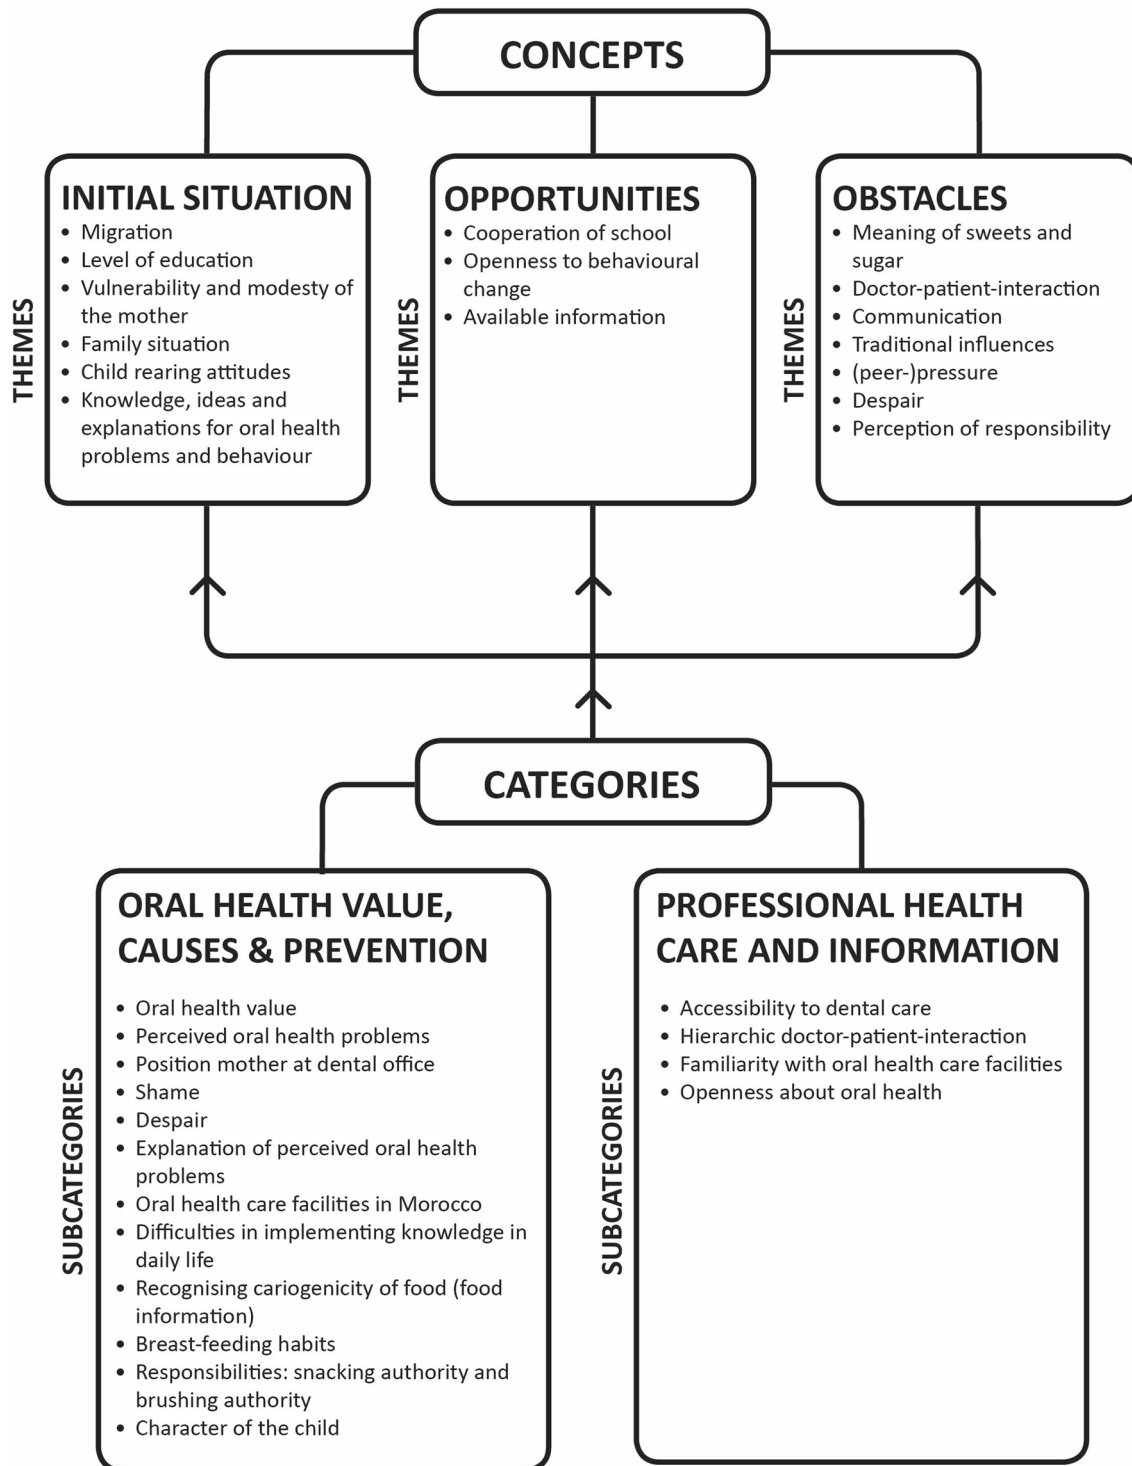 CONCEPTS
THEMES
INITIAL SITUATION
• Migration
• Level of education
• Vulnerability and modesty of
the mother
• Family situation
• Child rearing attitudes
• Knowledge, ideas and
explanations for oral health
problems and behaviour
THEMES
OPPORTUNITIES
• Cooperation of school
• Openness to behavioural
change
• Available information
THEMES
OBSTACLES
• Meaning of sweets and
sugar
• Doctor-patient-interaction
• Communication
• Traditional influences
• (peer-)pressure
• Despair
• Perception of responsibility
CATEGORIES
SUBCATEGORIES
ORAL HEALTH VALUE,
CAUSES & PREVENTION
• Oral health value
• Perceived oral health problems
• Position mother at dental office
• Shame
• Despair
• Explanation of perceived oral health
problems
• Oral health care facilities in Morocco
• Difficulties in implementing knowledge in
daily life
• Recognising cariogenicity of food (food
information)
• Breast-feeding habits
• Responsibilities: snacking authority and
brushing authority
• Character of the child
SUBCATEGORIES
PROFESSIONAL HEALTH
CARE AND INFORMATION
• Accessibility to dental care
• Hierarchic doctor-patient-interaction
• Familiarity with oral health care facilities
• Openness about oral health